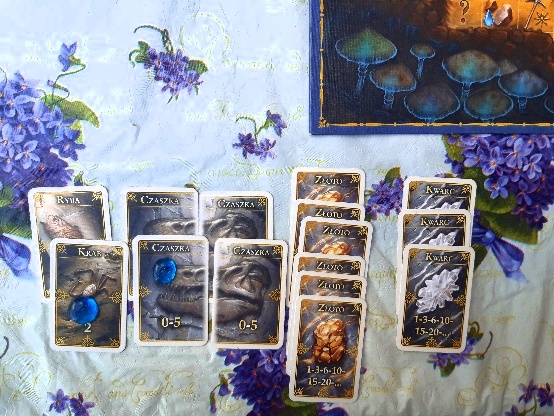 ?
RYBA
KRAB
2
CZASZKA
CZASZKA
CZASZKA
0-5
CZASZKA
0-5
ZŁOTO
ZŁOTO
ZŁOTO
ZŁOTO
ZŁOTO
ZŁOTO
1-3-6-10-
15-20-...
KWARC
KWARC
KWARC
1-3-6-10-
15-20-...